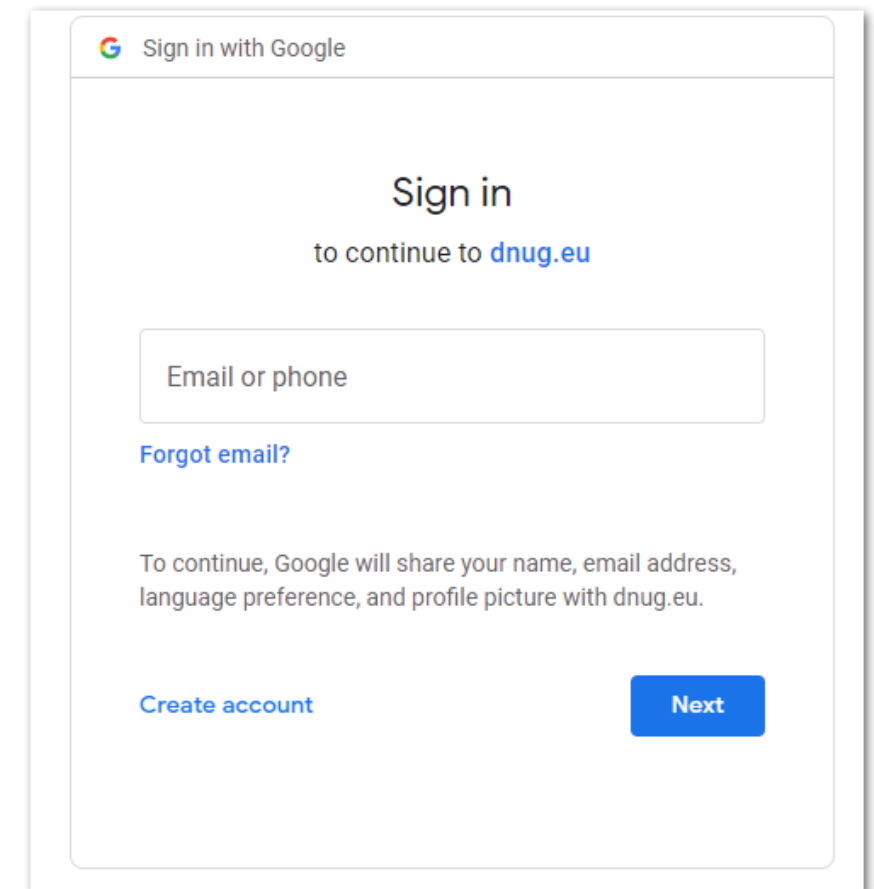 Sign in with Google
Sign in
to continue to dnug.eu
Email or phone
Forgot email?
To continue, Google will share your name, email address,
language preference, and profile picture with dnug.eu.
Create account
Next